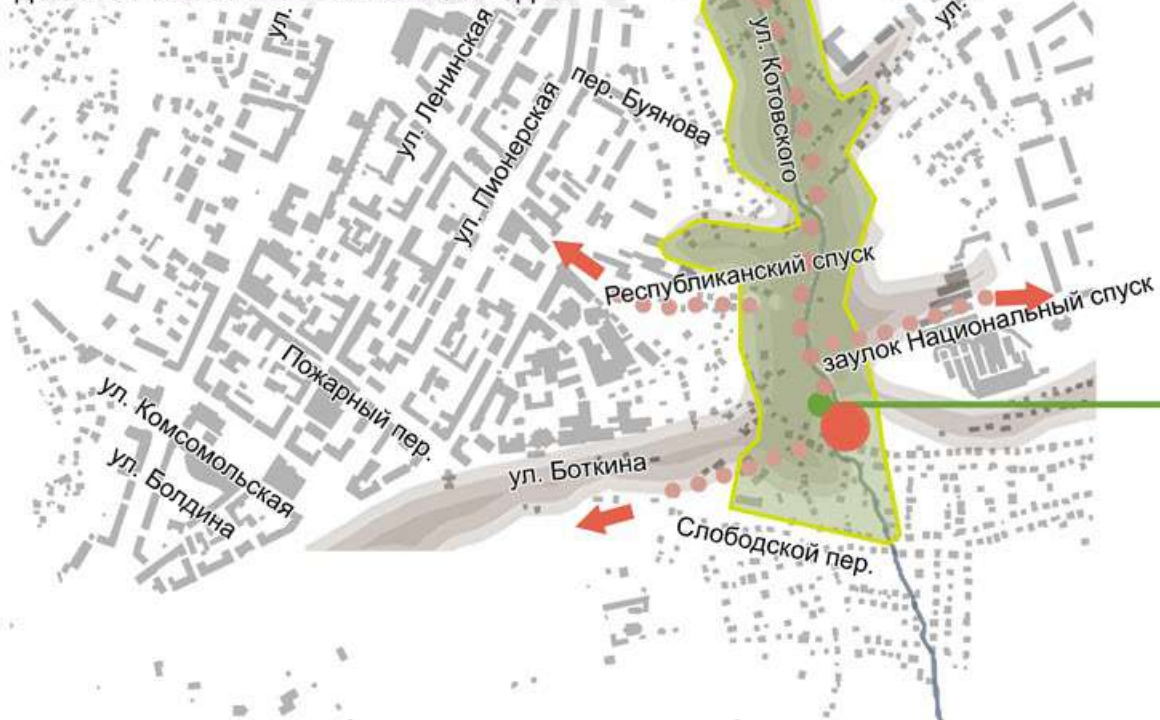 ул.
ул.
ул. Ленинская
ул. Котовского
пер. Буянова
ул. Пионерская
Республиканский спуск
заулок Национальный спуск
Пожарный пер.
ул. Комсомольская
ул. Болдина
ул. Боткина
Слободской пер.